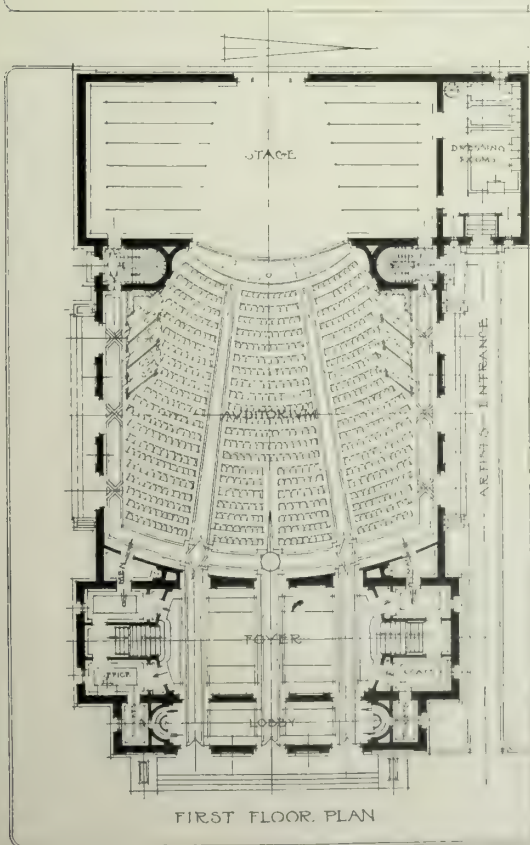 STAGE
DRESSING
ROOMS
AUDITORIUM
ARTISTS ENTRANCE
FOYER
LOBBY
FIRST FLOOR PLAN